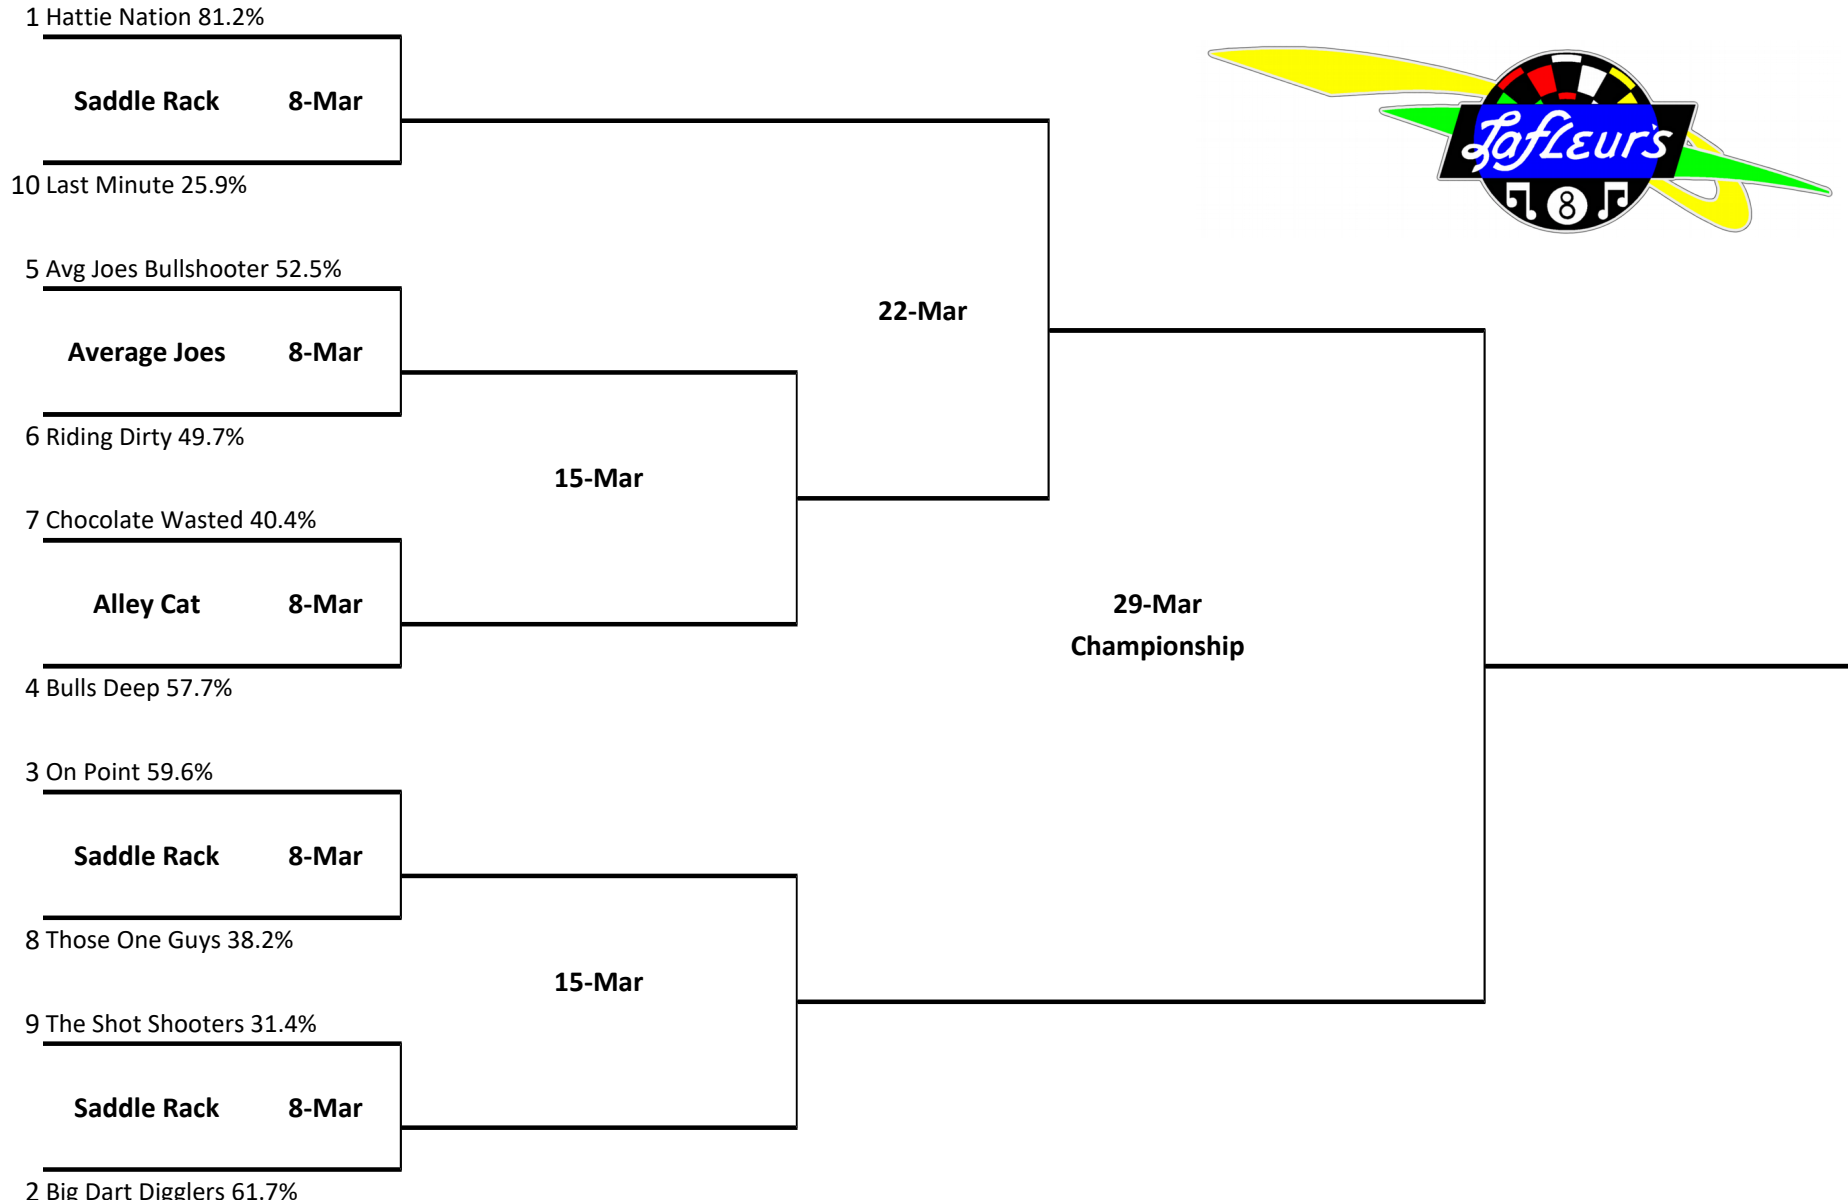 1 Hattie Nation 81.2%
Saddle Rack 8-Mar
10 Last Minute 25.9%
5 Avg Joes Bullshooter 52.5%
22-Mar
Average Joes 8-Mar
6 Riding Dirty 49.7%
15-Mar
7 Chocolate Wasted 40.4%
Alley Cat 8-Mar
29-Mar
Championship
4 Bulls Deep 57.7%
3 On Point 59.6%
Saddle Rack 8-Mar
8 Those One Guys 38.2%
15-Mar
9 The Shot Shooters 31.4%
Saddle Rack 8-Mar
2 Big Dart Digglers 61.7%
Lafleur's
8